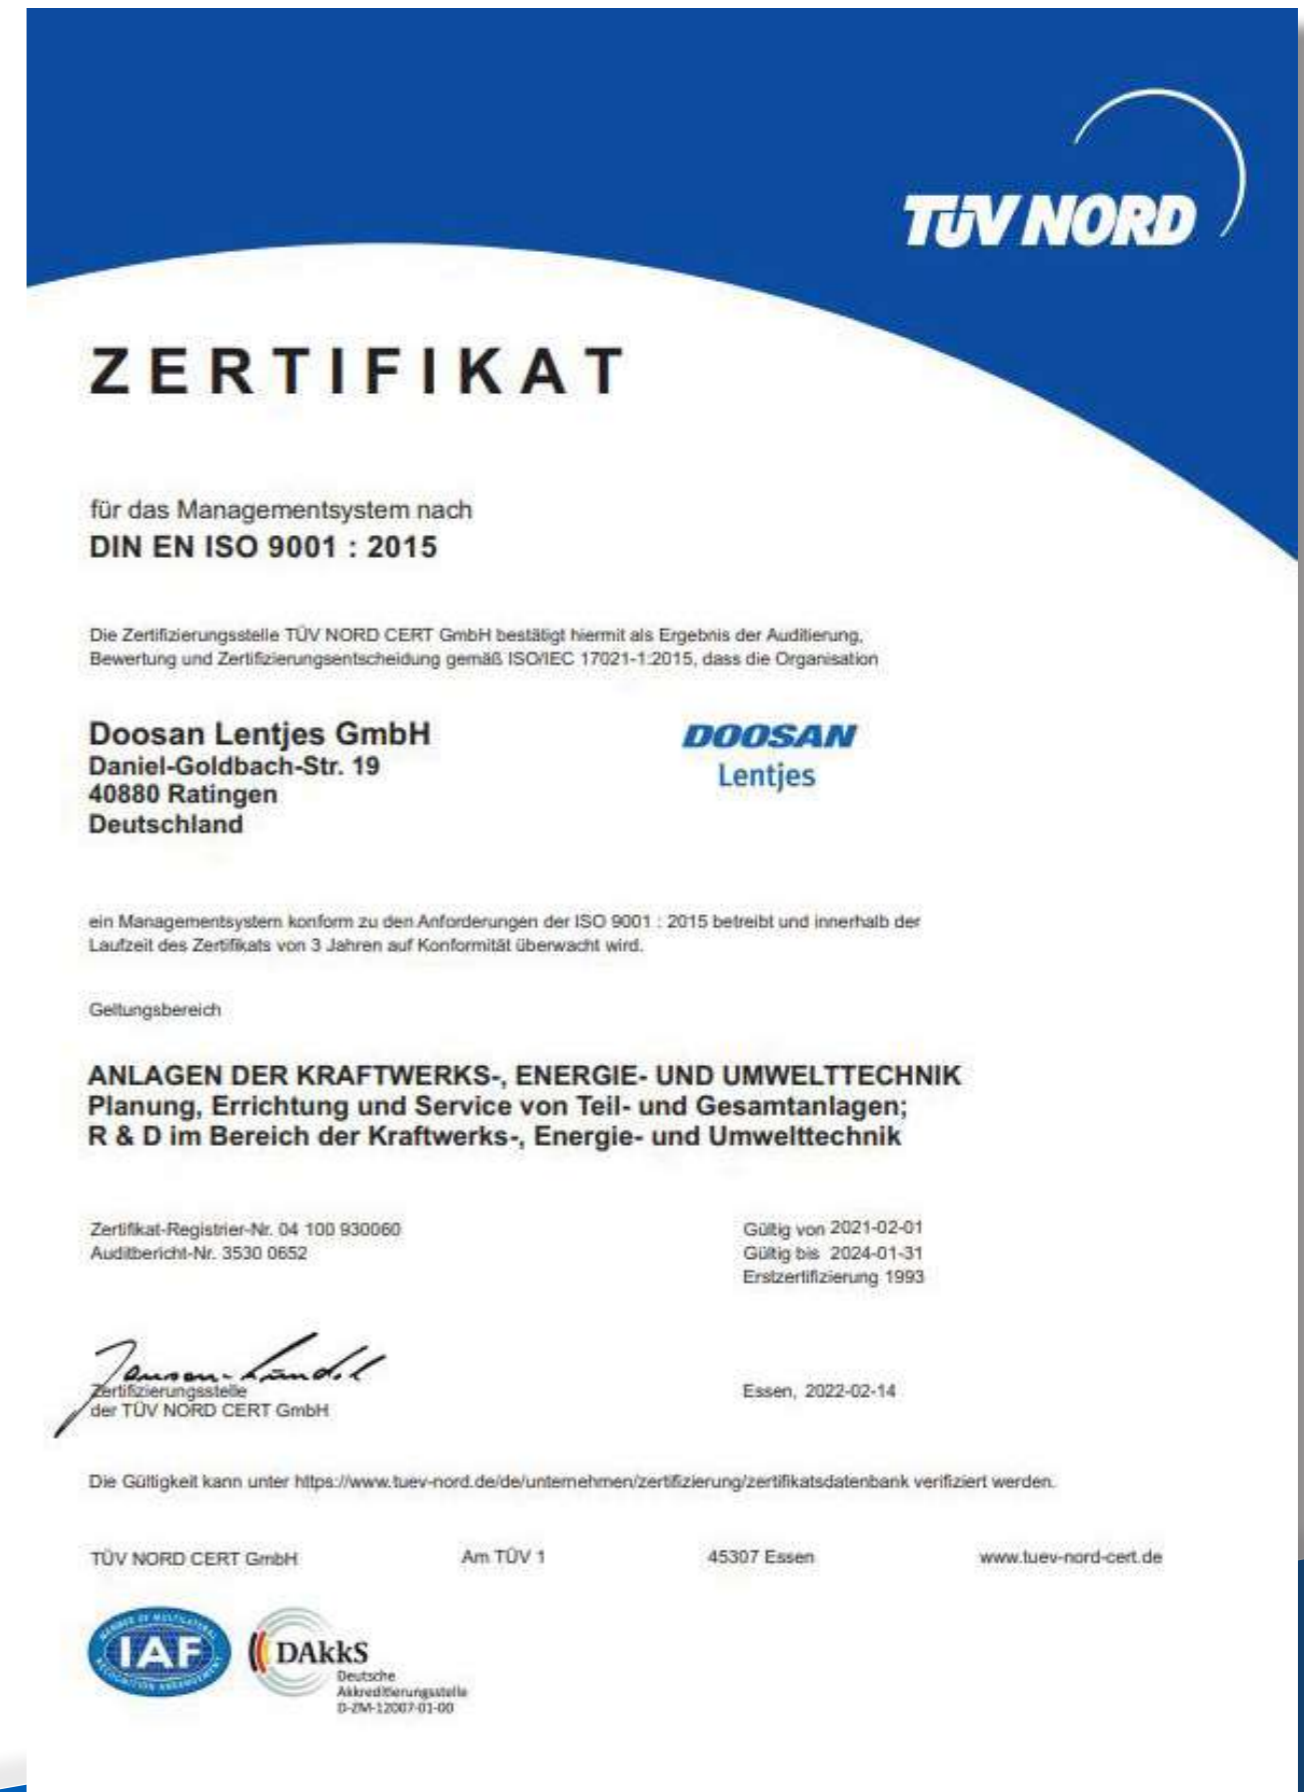 TÜV NORD
ZERTIFIKAT
für das Managementsystem nach
DIN EN ISO 9001 : 2015
Die Zertifizierungsstelle TÜV NORD CERT GmbH bestätigt hiermit als Ergebnis der Auditierung,
Bewertung und Zertifizierungsentscheidung gemäß ISO/IEC 17021-1:2015, dass die Organisation
Doosan Lentjes GmbH
Daniel-Goldbach-Str. 19
40880 Ratingen
Deutschland
DOOSAN
Lentjes
ein Managementsystem konform zu den Anforderungen der ISO 9001 : 2015 betreibt und innerhalb der
Laufzeit des Zertifikats von 3 Jahren auf Konformität überwacht wird.
Geltungsbereich
ANLAGEN DER KRAFTWERKS-, ENERGIE- UND UMWELTTECHNIK
Planung, Errichtung und Service von Teil- und Gesamtanlagen;
R & D im Bereich der Kraftwerks-, Energie- und Umwelttechnik
Zertifikat-Registrier-Nr. 04 100 930060
Auditbericht-Nr. 3530 0652
Gültig von 2021-02-01
Gültig bis 2024-01-31
Erstzertifizierung 1993
Zertifizierungsstelle
der TÜV NORD CERT GmbH
Essen, 2022-02-14
Die Gültigkeit kann unter https://www.tuev-nord.de/de/unternehmen/zertifizierung/zertifikatsdatenbank verifiziert werden.
TÜV NORD CERT GmbH Am TÜV 1 45307 Essen www.tuev-nord-cert.de
MEMBER OF MULTILATERAL
IAF
RECOGNITION ARRANGEMENT
DAkkS
Deutsche
Akkreditierungsstelle
D-ZM-12007-01-00